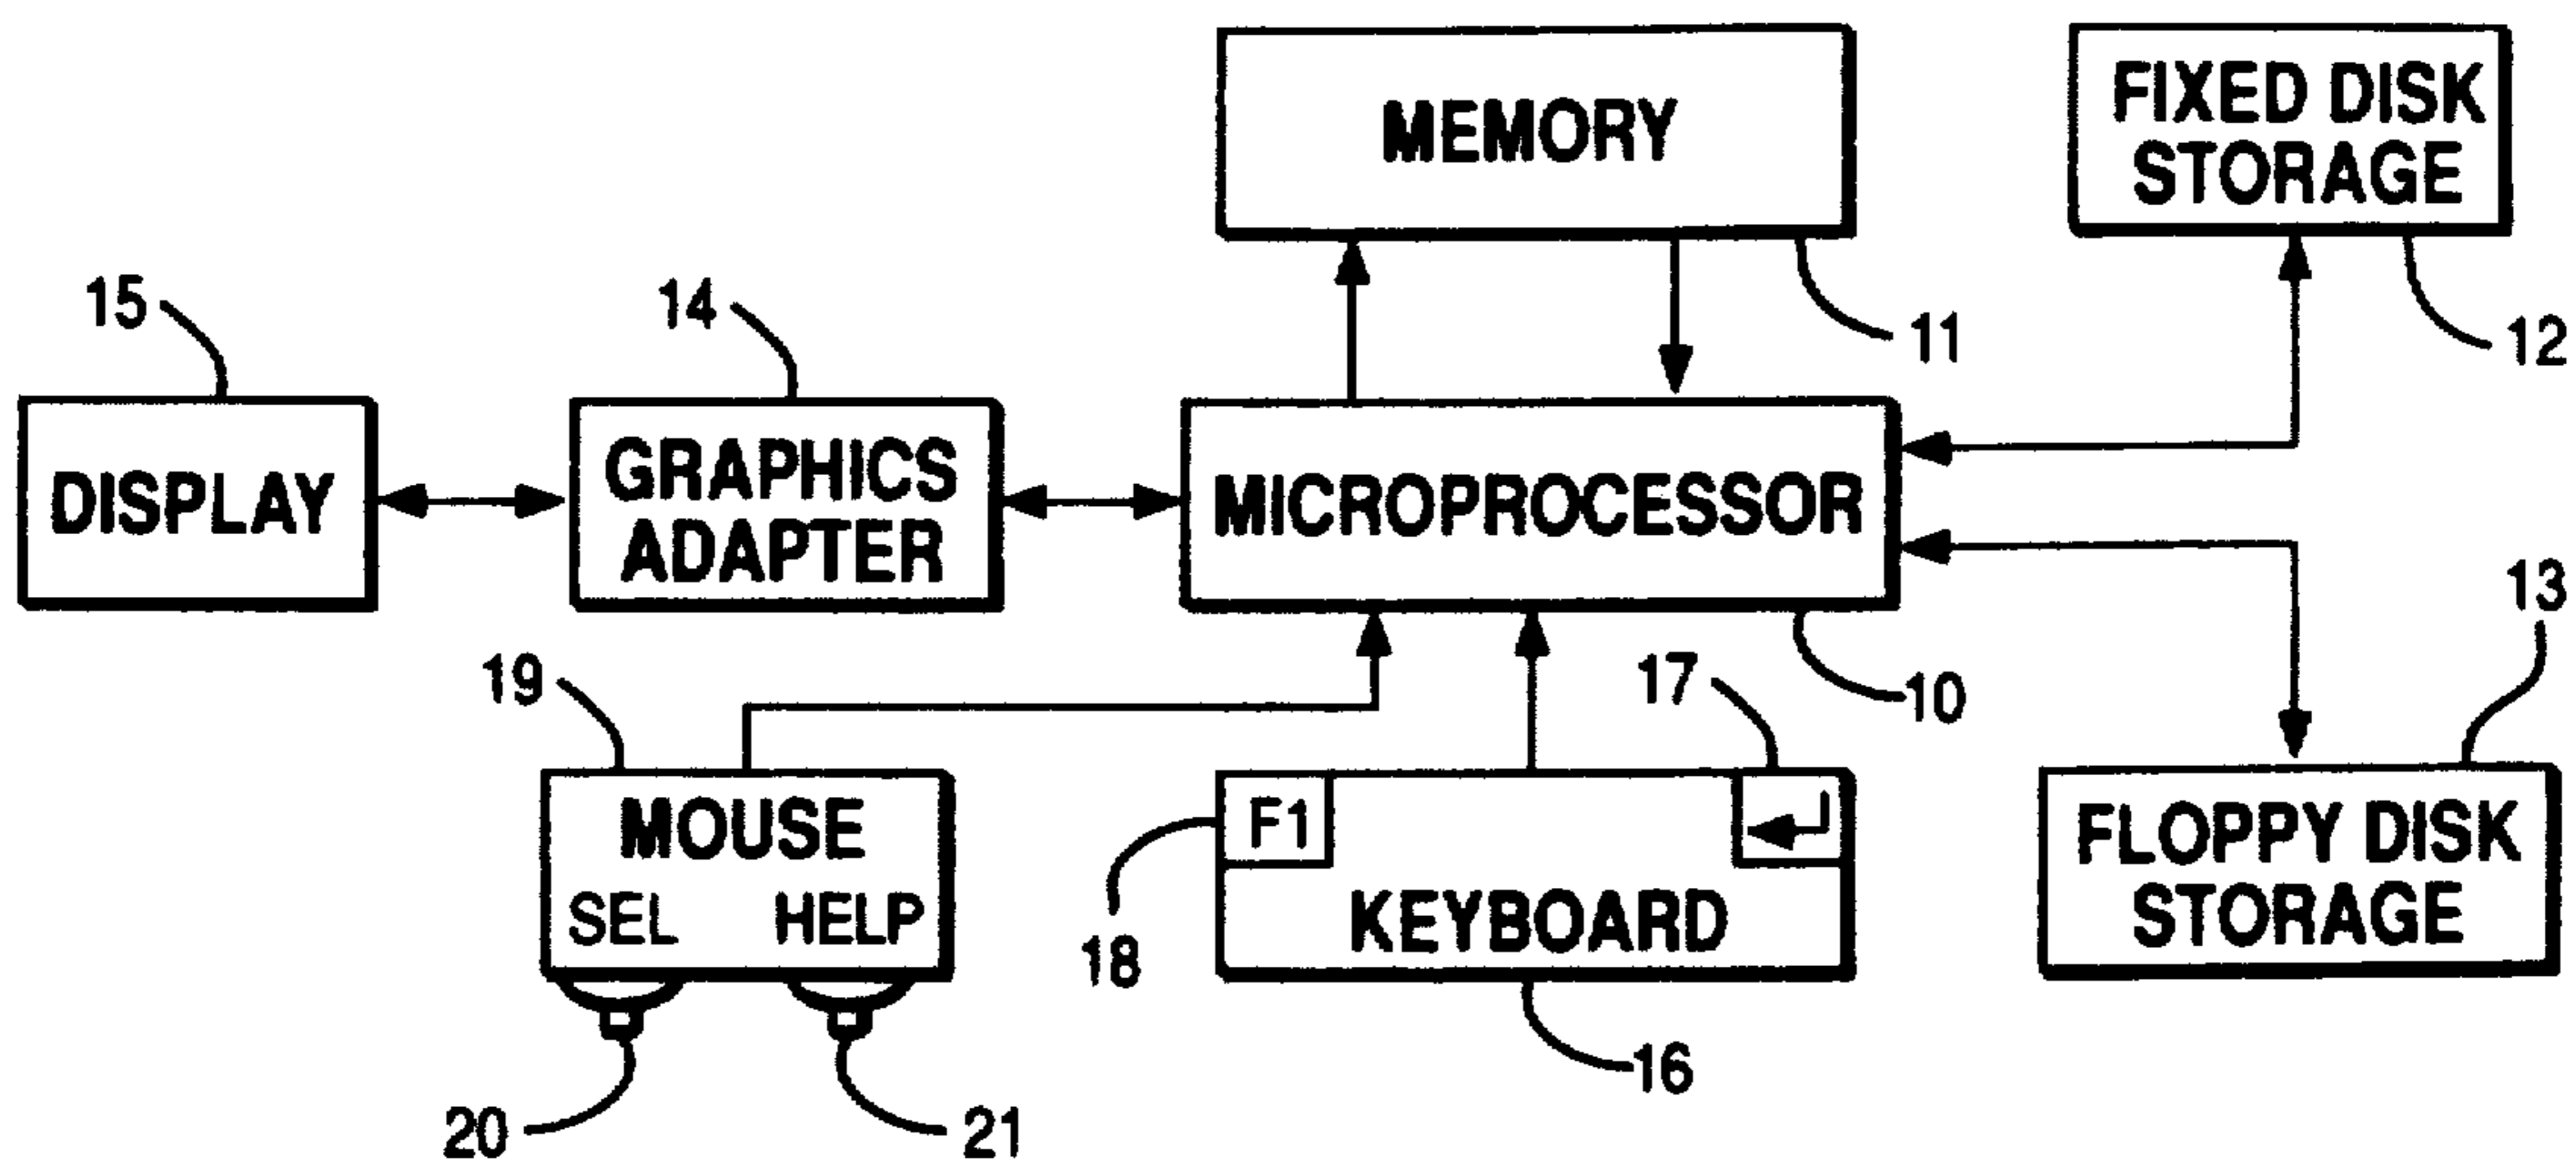 MEMORY
FIXED DISK
STORAGE
15
14
11
12
DISPLAY
GRAPHICS
ADAPTER
MICROPROCESSOR
13
19
17
10
MOUSE
SEL HELP
F1
KEYBOARD
18
FLOPPY DISK
STORAGE
16
20
21